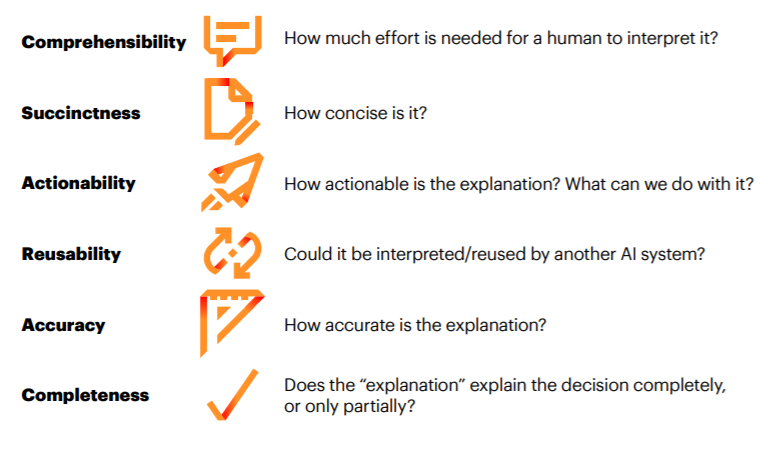 Comprehensibility How much effort is needed for a human to interpret it?
Succinctness How concise is it?
Actionability How actionable is the explanation? What can we do with it?
Reusability Could it be interpreted/reused by another AI system?
Accuracy How accurate is the explanation?
Completeness Does the “explanation” explain the decision completely,
or only partially?